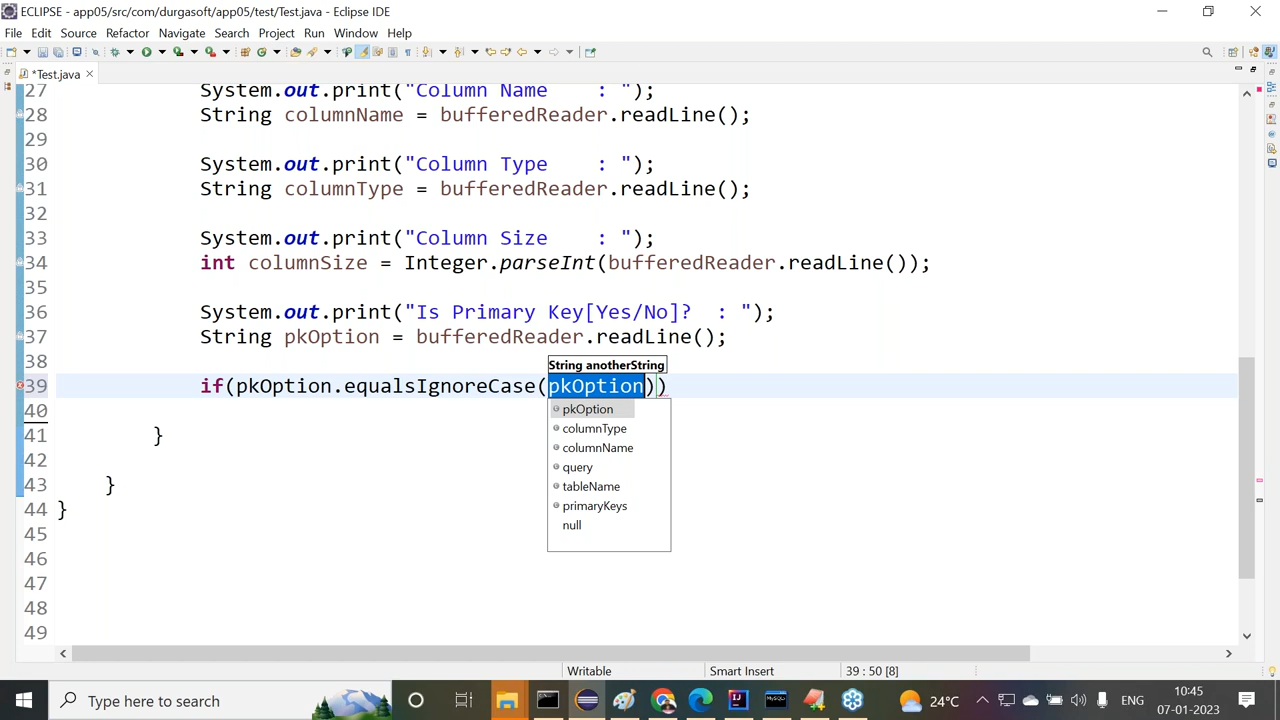 ECLIPSE - app05/src/com/durgasoft/app05/test/Test.java - Eclipse IDE
File Edit Source Refactor Navigate Search Project Run Window Help
*Test.java
27 System.out.print("Column Name    : ");
28 String columnName = bufferedReader.readLine();
29
30 System.out.print("Column Type    : ");
31 String columnType = bufferedReader.readLine();
32
33 System.out.print("Column Size    : ");
34 int columnSize = Integer.parseInt(bufferedReader.readLine());
35
36 System.out.print("Is Primary Key[Yes/No]?  : ");
37 String pkOption = bufferedReader.readLine();
38
String anotherString
39 if(pkOption.equalsIgnoreCase(pkOption))
pkOption
40
columnType
41 }
columnName
42
query
43 }
tableName
44 }
primaryKeys
45
null
46
47
48
49
Writable Smart Insert 39 : 50 [8]
Type here to search
24°C ENG 10:45
07-01-2023